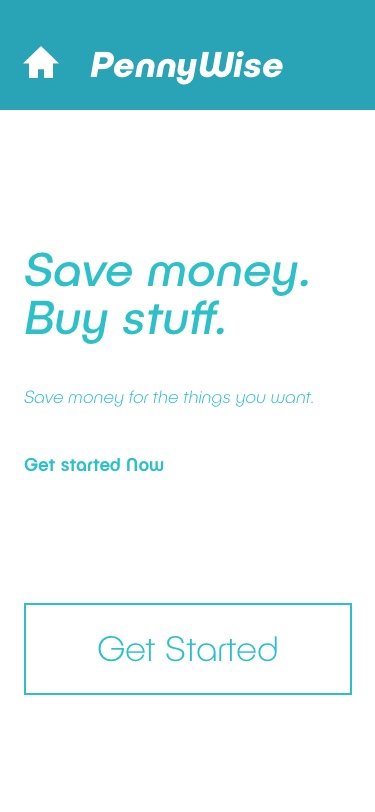 PennyWise
Save money.
Buy stuff.
Save money for the things you want.
Get started Now
Get Started